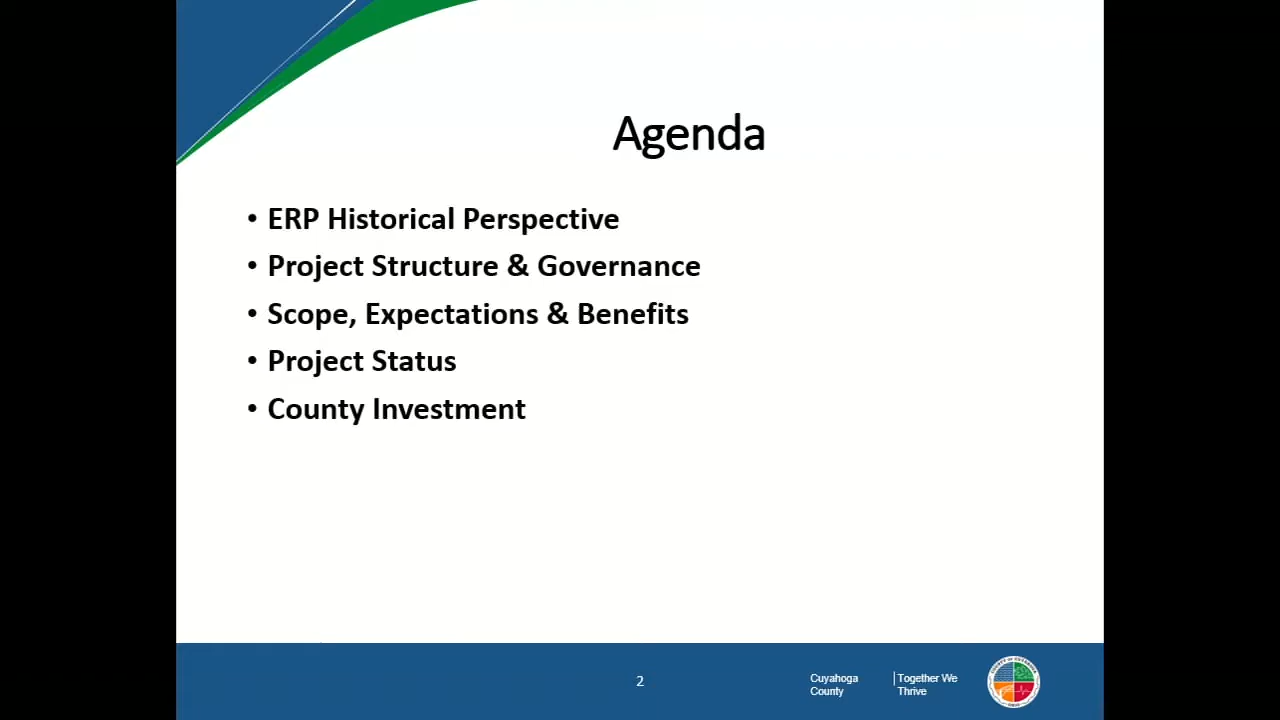 Agenda
• ERP Historical Perspective
• Project Structure & Governance
• Scope, Expectations & Benefits
• Project Status
• County Investment
2
Cuyahoga
County
Together We
Thrive